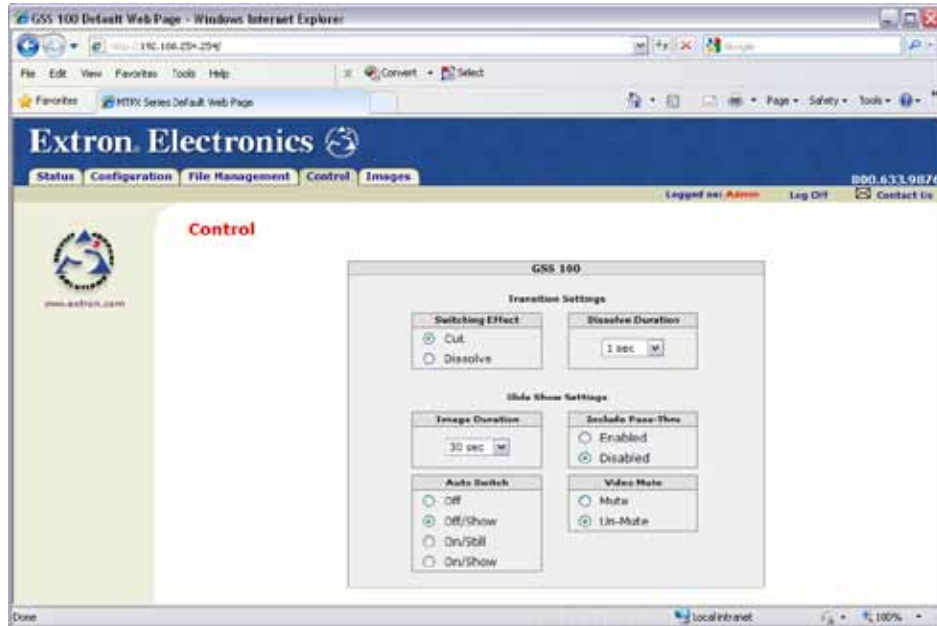 GSS 100 Default Web Page - Windows Internet Explorer
File Edit View Favorites Tools Help
Convert Select
Favorites MTPX Series Default Web Page
Page Safety Tools
Extron. Electronics
Status Configuration File Management Control Images
800.633.9876
Logged on: Admin Log Off Contact Us
www.extron.com
Control
GSS 100
Transition Settings
Switching Effect
Cut
Dissolve
Dissolve Duration
1 sec
Slide Show Settings
Image Duration
30 sec
Include Pass-Thru
Enabled
Disabled
Auto Switch
Off
Off/Show
On/Still
On/Show
Video Mute
Mute
Un-Mute
Done
Local intranet
100%